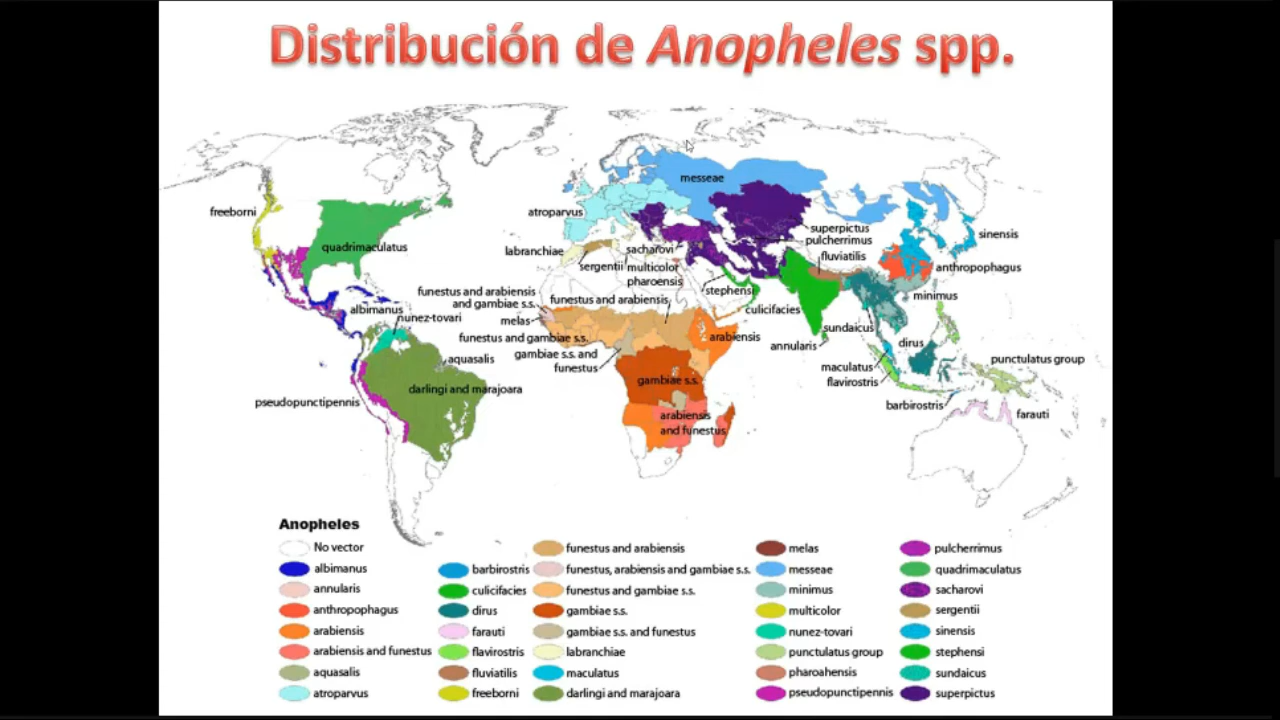 Distribución de Anopheles spp.
messeae
freeborni
atroparvus
quadrimaculatus
superpictus
pulcherrimus
sinensis
labranchiae
sacharovi
fluviatilis
sergentii
multicolor
anthropophagus
pharoensis
stephensi
funestus and arabiensis
and gambiae s.s.
funestus and arabiensis
minimus
albimanus
nunez-tovari
melas
culicifacies
sundaicus
funestus and gambiae s.s.
arabiensis
annularis
dirus
aquasalis
gambiae s.s. and
funestus
punctulatus group
maculatus
flavirostris
gambiae s.s.
darlingi and marajoara
pseudopunctipennis
barbirostris
farauti
arabiensis
and funestus
Anopheles
No vector
albimanus
annularis
anthropophagus
arabiensis
arabiensis and funestus
aquasalis
atroparvus
barbirostris
culicifacies
dirus
farauti
flavirostris
fluviatilis
freeborni
funestus and arabiensis
funestus, arabiensis and gambiae s.s.
funestus and gambiae s.s.
gambiae s.s.
gambiae s.s. and funestus
labranchiae
maculatus
darlingi and marajoara
melas
messeae
minimus
multicolor
nunez-tovari
punctulatus group
pharoahensis
pseudopunctipennis
pulcherrimus
quadrimaculatus
sacharovi
sergentii
sinensis
stephensi
sundaicus
superpictus